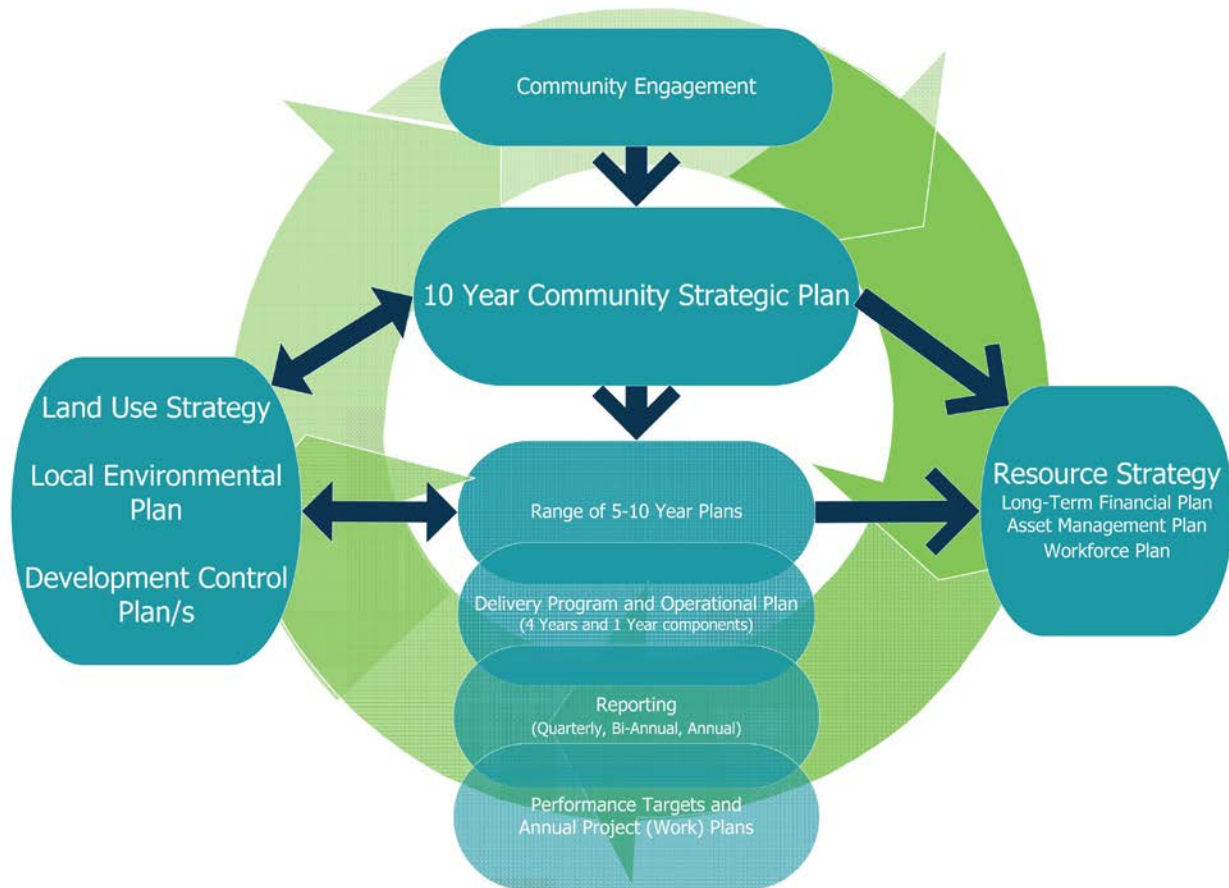 Community Engagement
10 Year Community Strategic Plan
Land Use Strategy
Local Environmental
Plan
Development Control
Plan/s
Range of 5-10 Year Plans
Resource Strategy
Long-Term Financial Plan
Asset Management Plan
Workforce Plan
Delivery Program and Operational Plan
(4 Years and 1 Year components)
Reporting
(Quarterly, Bi-Annual, Annual)
Performance Targets and
Annual Project (Work) Plans